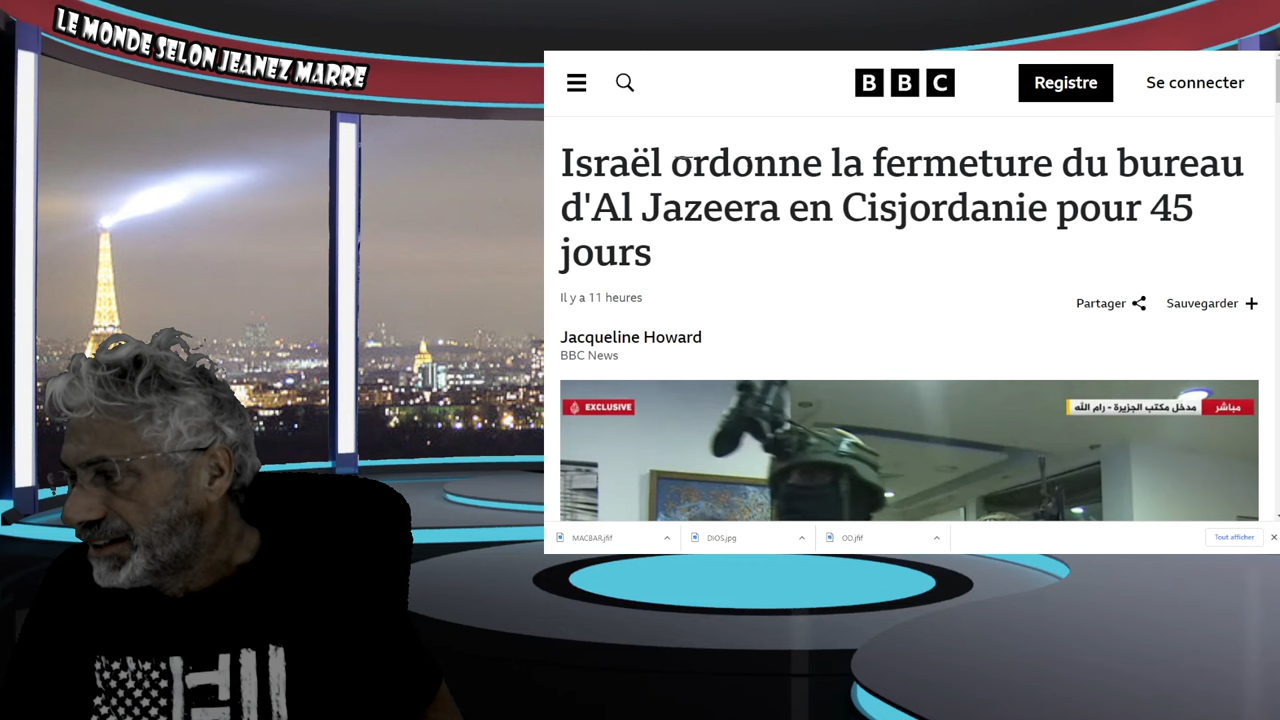 LE MONDE SELON JEANEZ MARRE
BBC
Registre
Se connecter
Israël ordonne la fermeture du bureau
d'Al Jazeera en Cisjordanie pour 45
jours
Il y a 11 heures
Partager
Sauvegarder
Jacqueline Howard
BBC News
EXCLUSIVE
مدخل مكتب الجزيرة - رام الله
مباشر
MACBAR.jfif
DiOS.jpg
OD.jfif
Tout afficher